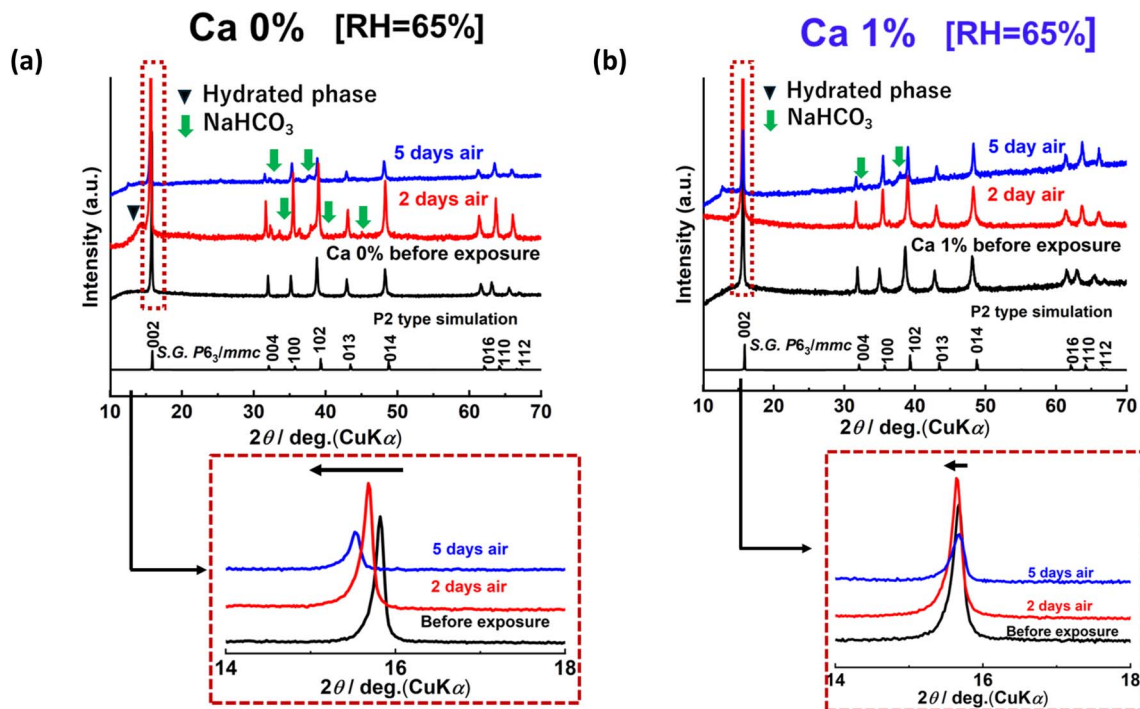 Ca 0% [RH=65%]
(a)
Hydrated phase
NaHCO3
5 days air
2 days air
Ca 0% before exposure
P2 type simulation
S.G. P63/mmc
002
004
100
102
013
014
016
110
112
Intensity (a.u.)
10 20 30 40 50 60 70
2θ / deg.(CuKα)
5 days air
2 days air
Before exposure
14 16 18
2θ / deg.(CuKα)
Ca 1% [RH=65%]
(b)
Hydrated phase
NaHCO3
5 day air
2 day air
Ca 1% before exposure
P2 type simulation
S.G. P63/mmc
002
004
100
102
013
014
016
110
112
Intensity (a.u.)
10 20 30 40 50 60 70
2θ / deg.(CuKα)
5 days air
2 days air
Before exposure
14 16 18
2θ / deg.(CuKα)